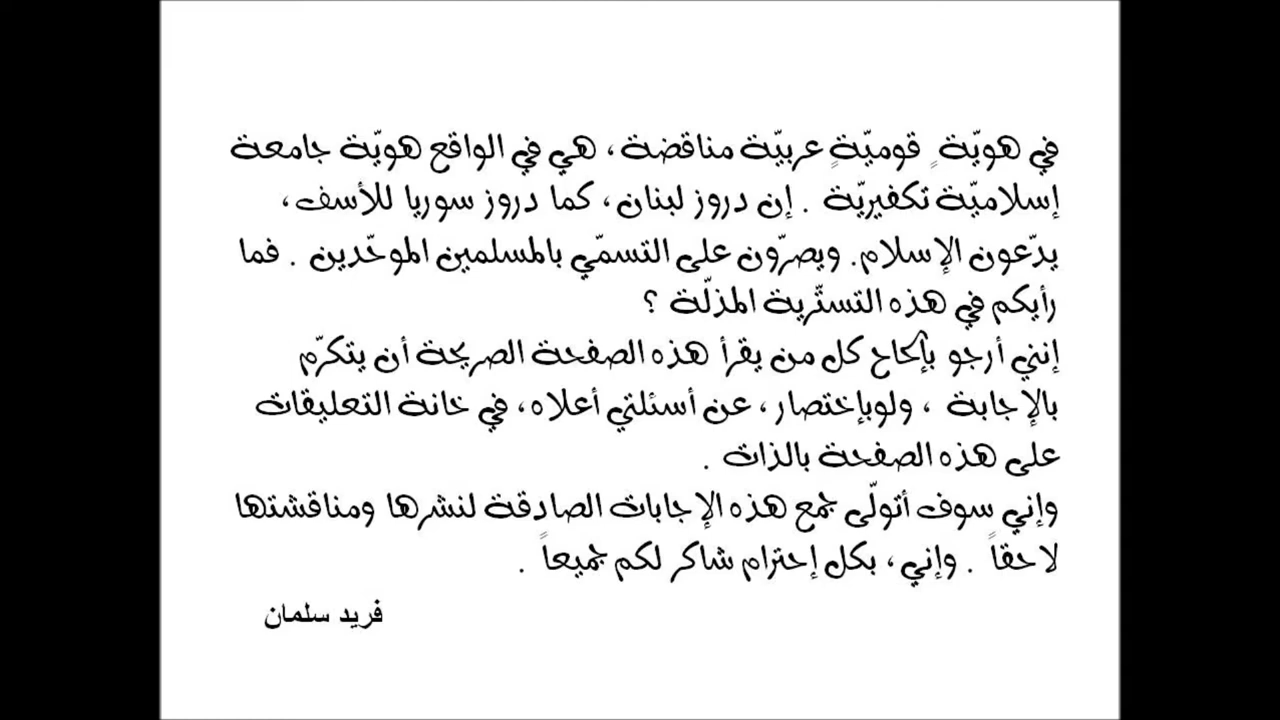 في هويّة ٍ قوميّةٍ عربيّة مناقضة، هي في الواقع هويّة جامعة
إسلاميّة تكفيريّة . إن دروز لبنان، كما دروز سوريا للأسف،
يدّعون الإسلام. ويصرّون على التسمّي بالمسلمين الموحّدين . فما
رأيكم في هذه التستّرية المذلّة ؟
إنني أرجو بإلحاح كل من يقرأ هذه الصفحة الصريحة أن يتكرّم
بالإجابة ، ولوبإختصار، عن أسئلتي أعلاه، في خانة التعليقات
على هذه الصفحة بالذات .
وإني سوف أتولّى جمع هذه الإجابات الصادقة لنشرها ومناقشتها
لاحقاً . وإني، بكل إحترام شاكر لكم جميعاً .
فريد سلمان